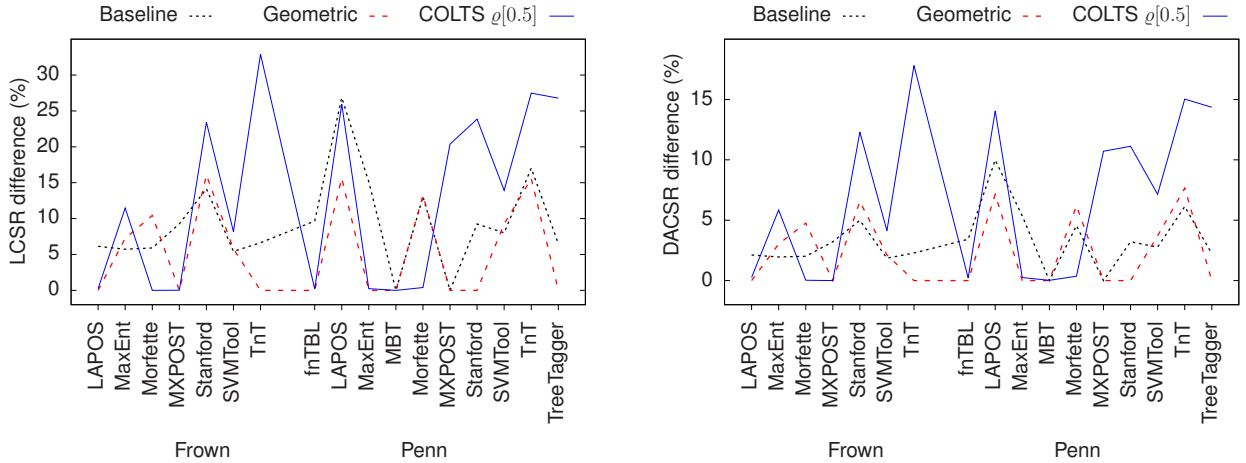 Baseline Geometric COLTS ϱ[0.5]
LCSR difference (%)
30
25
20
15
10
5
0
LAPOS
MaxEnt
Morfette
MXPOST
Stanford
SVMTool
TnT
fnTBL
LAPOS
MaxEnt
MBT
Morfette
MXPOST
Stanford
SVMTool
TnT
TreeTagger
Frown Penn
Baseline Geometric COLTS ϱ[0.5]
DACSR difference (%)
15
10
5
0
LAPOS
MaxEnt
Morfette
MXPOST
Stanford
SVMTool
TnT
fnTBL
LAPOS
MaxEnt
MBT
Morfette
MXPOST
Stanford
SVMTool
TnT
TreeTagger
Frown Penn